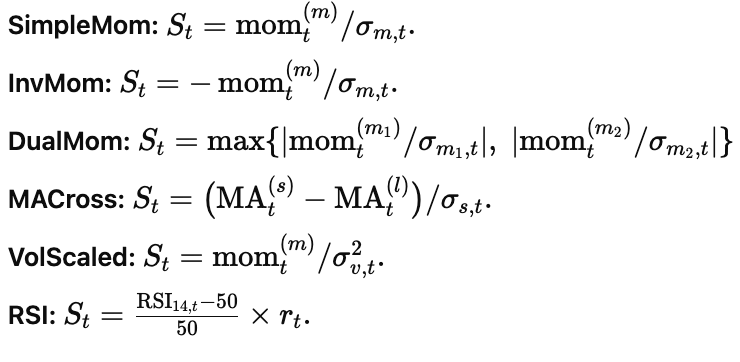 SimpleMom: $S_t = \mathrm{mom}_t^{(m)}/\sigma_{m,t}.$
InvMom: $S_t = -\,\mathrm{mom}_t^{(m)}/\sigma_{m,t}.$
DualMom: $S_t = \max\{|\mathrm{mom}_t^{(m_1)}/\sigma_{m_1,t}|,\ |\mathrm{mom}_t^{(m_2)}/\sigma_{m_2,t}|\}$
MACross: $S_t = \left(\mathrm{MA}_t^{(s)} - \mathrm{MA}_t^{(l)}\right)/\sigma_{s,t}.$
VolScaled: $S_t = \mathrm{mom}_t^{(m)}/\sigma_{v,t}^2.$
RSI: $S_t = \frac{\mathrm{RSI}_{14,t}-50}{50} \times r_t.$